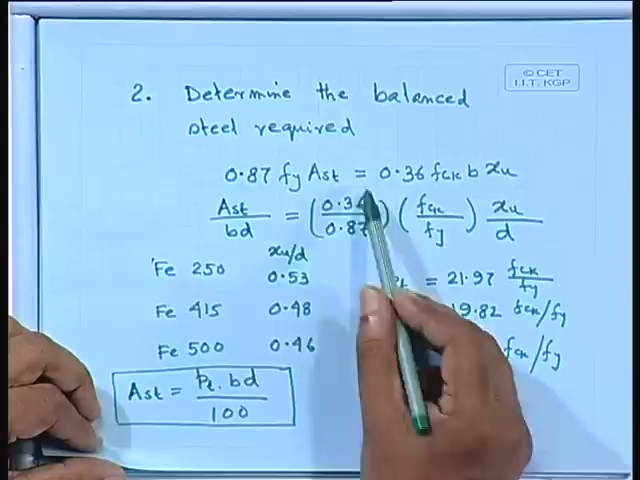 © CET
I.I.T. KGP
2. Determine the balanced
steel required
0.87 fy Ast = 0.36 fck b xu
Ast/bd = (0.36/0.87) (fck/fy) xu/d
xu/d
Fe 250 0.53 = 21.97 fck/fy
Fe 415 0.48 19.82 fck/fy
Fe 500 0.46 fck/fy
Ast = pt. bd / 100